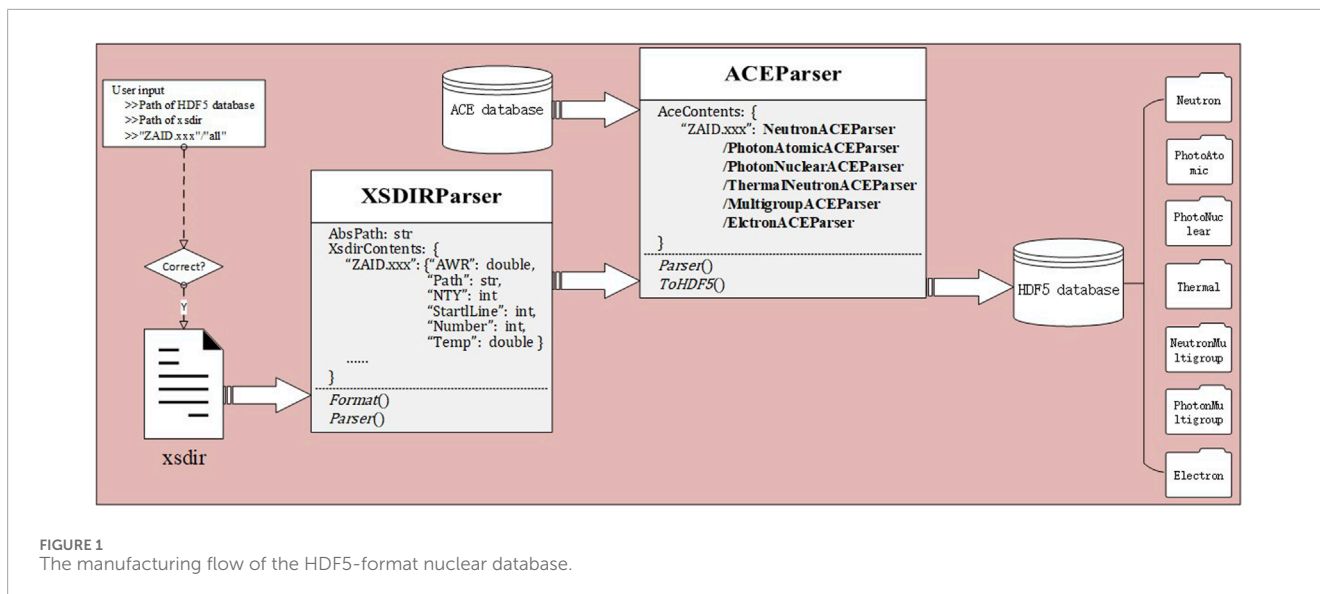 User input
>>Path of HDF5 database
>>Path of xsdir
>>"ZAID.xxx"/"all"
Correct?
Y
xsdir
XSDIRParser
AbsPath: str
XsdirContents: {
“ZAID.xxx”: {“AWR”: double,
“Path”: str,
“NTY”: int
“StartlLine”: int,
“Number”: int,
“Temp”: double }
......
}
Format()
Parser()
ACE database
ACEParser
AceContents: {
“ZAID.xxx”: NeutronACEParser
/PhotonAtomicACEParser
/PhotonNuclearACEParser
/ThermalNeutronACEParser
/MultigroupACEParser
/ElctronACEParser
}
Parser()
ToHDF5()
HDF5 database
Neutron
PhotoAto
mic
PhotoNuc
lear
Thermal
NeutronMu
ltigroup
PhotonMu
ltigroup
Electron
FIGURE 1
The manufacturing flow of the HDF5-format nuclear database.